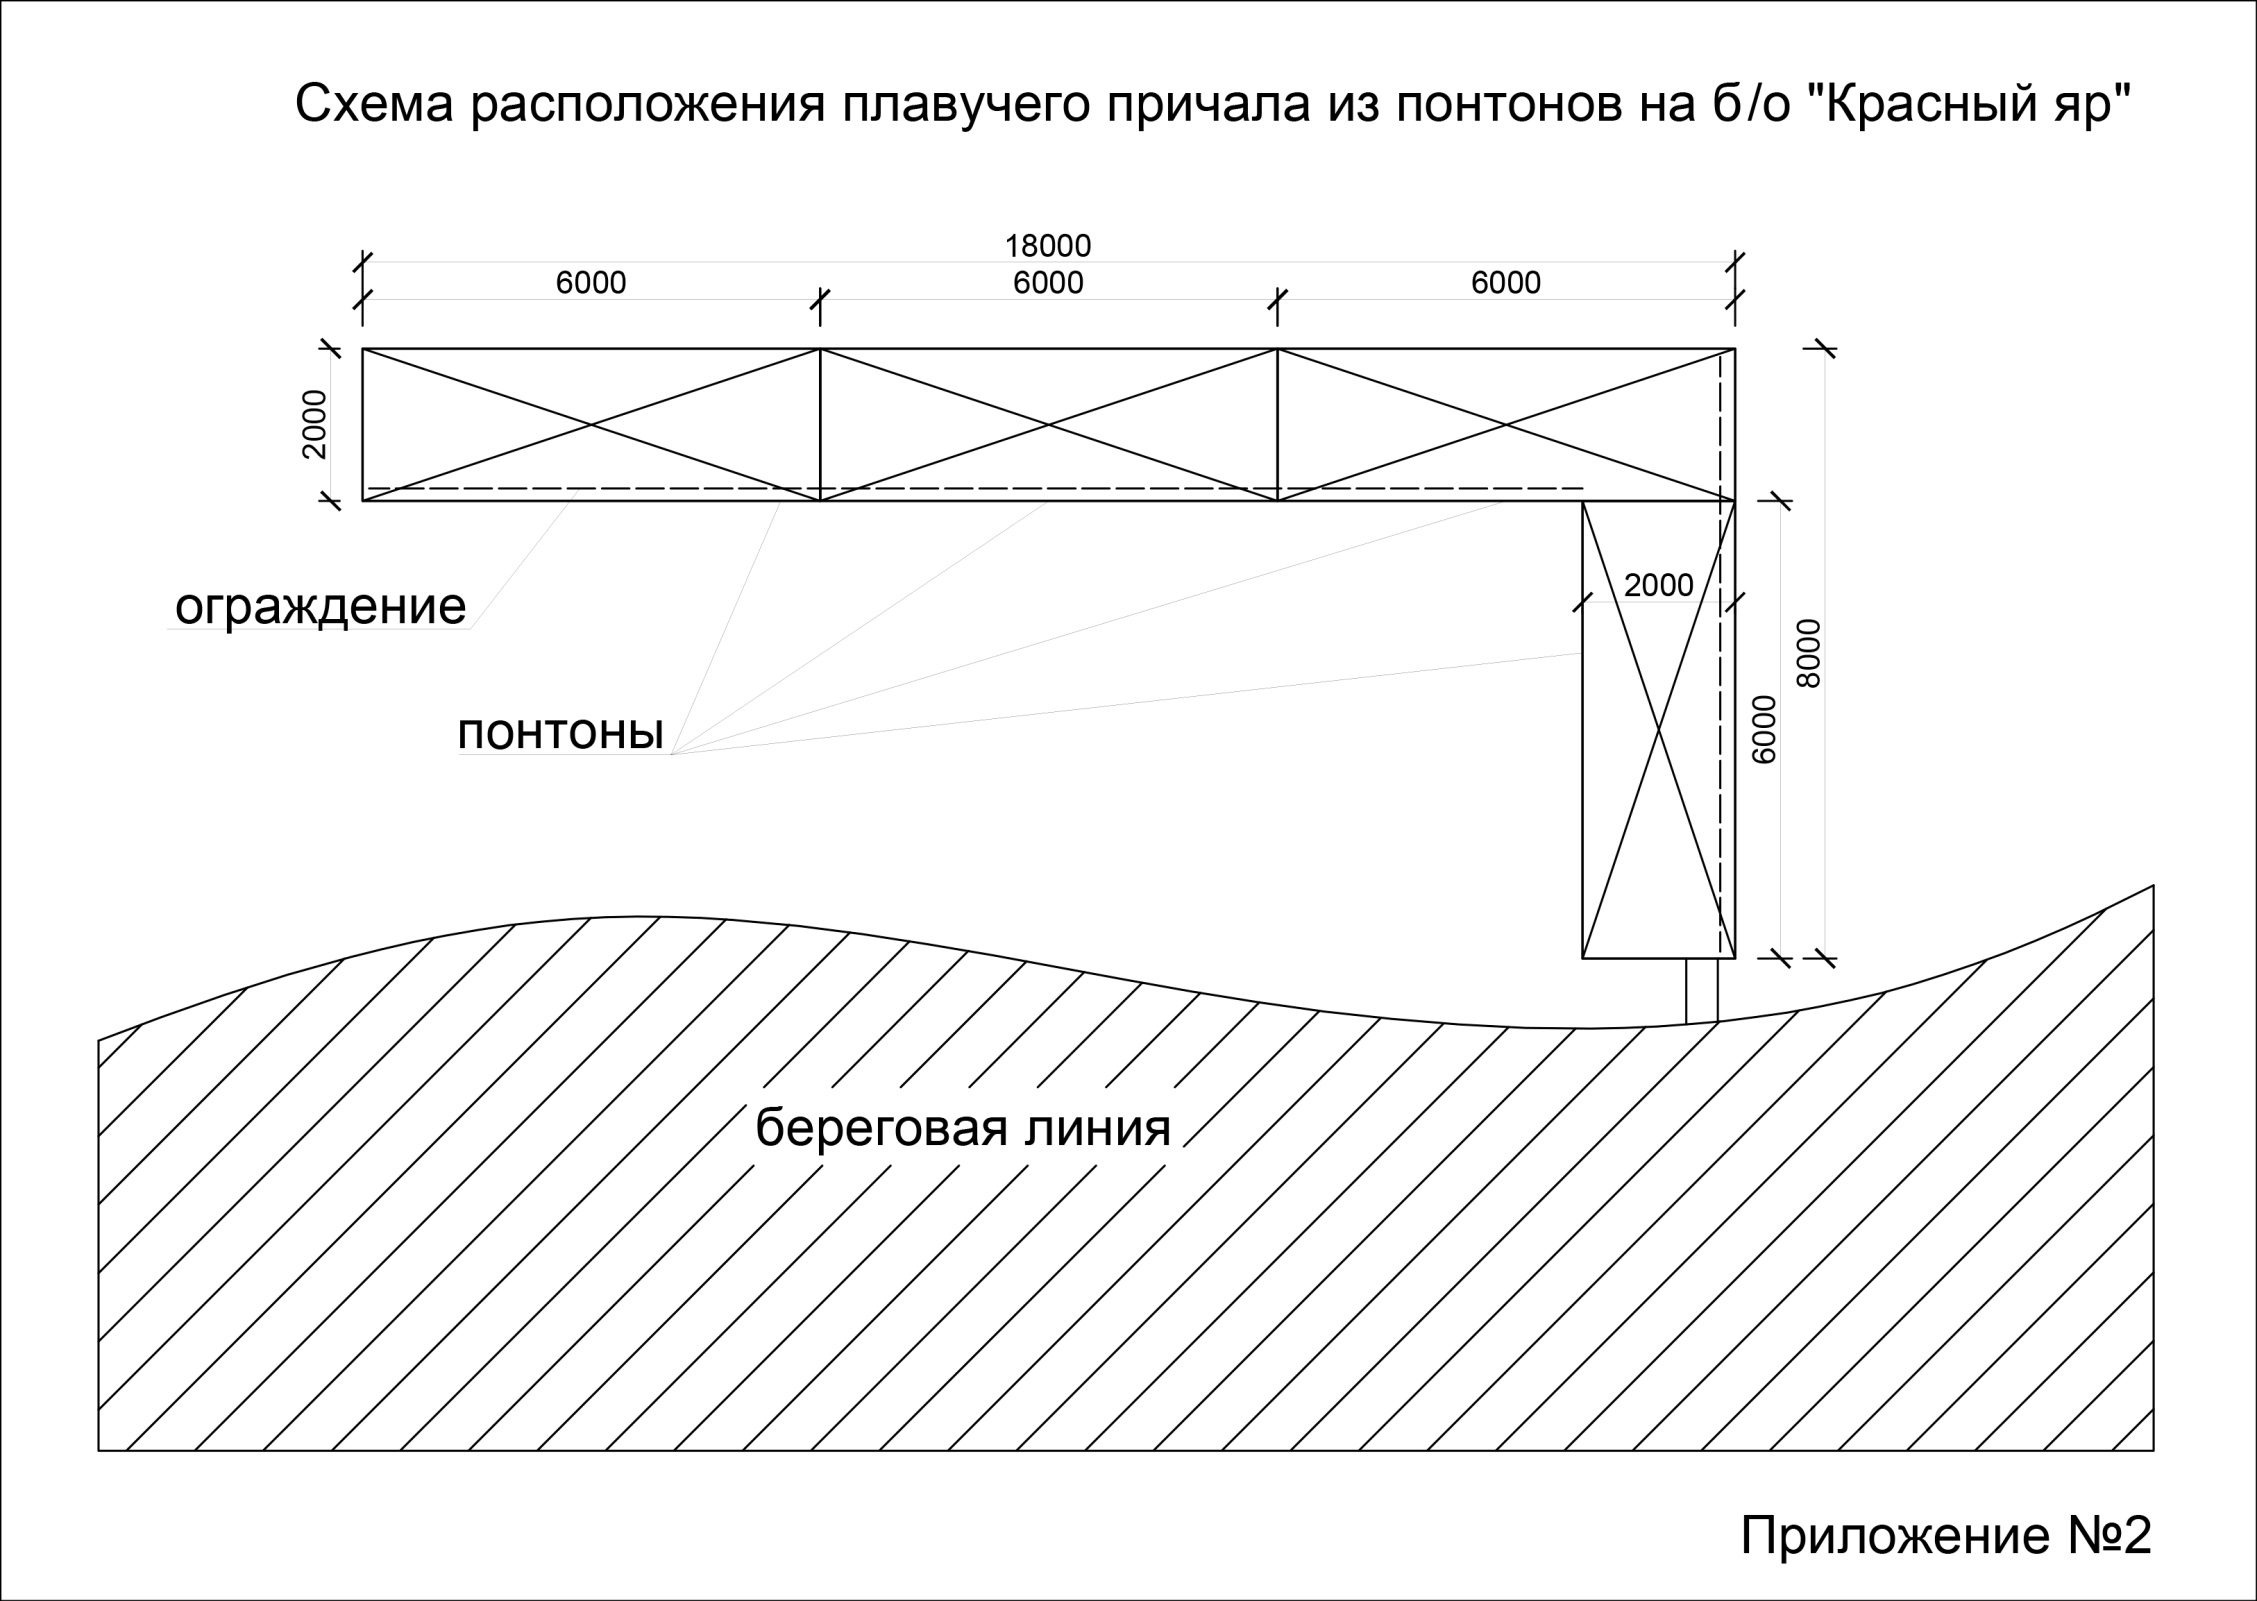 Схема расположения плавучего причала из понтонов на б/о "Красный яр"
18000
6000 6000 6000
2000
ограждение
2000
8000
6000
понтоны
береговая линия
Приложение №2